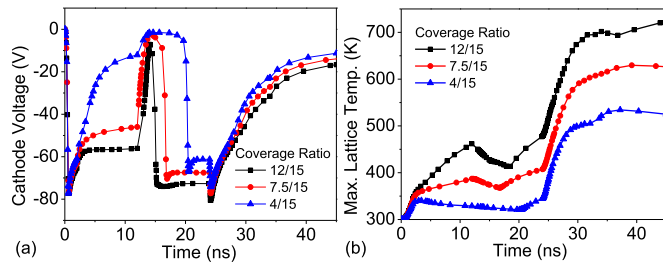 0
-20
-40
-60
-80
Cathode Voltage (V)
Coverage Ratio
12/15
7.5/15
4/15
0 10 20 30 40
Time (ns)
(a)
700
600
500
400
300
Max. Lattice Temp. (K)
Coverage Ratio
12/15
7.5/15
4/15
0 10 20 30 40
Time (ns)
(b)